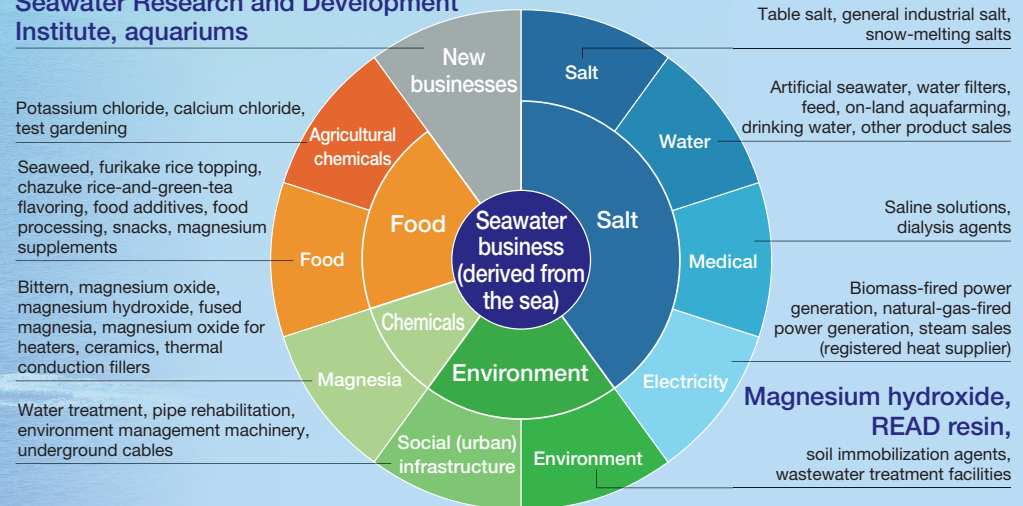 Seawater Research and Development
Institute, aquariums
Potassium chloride, calcium chloride,
test gardening
Seaweed, furikake rice topping,
chazuke rice-and-green-tea
flavoring, food additives, food
processing, snacks, magnesium
supplements
Bittern, magnesium oxide,
magnesium hydroxide, fused
magnesia, magnesium oxide for
heaters, ceramics, thermal
conduction fillers
Water treatment, pipe rehabilitation,
environment management machinery,
underground cables
New
businesses
Agricultural
chemicals
Food
Food
Chemicals
Magnesia
Social (urban)
infrastructure
Environment
Environment
Seawater
business
(derived from
the sea)
Salt
Salt
Water
Medical
Electricity
Table salt, general industrial salt,
snow-melting salts
Artificial seawater, water filters,
feed, on-land aquafarming,
drinking water, other product sales
Saline solutions,
dialysis agents
Biomass-fired power
generation, natural-gas-fired
power generation, steam sales
(registered heat supplier)
Magnesium hydroxide,
READ resin,
soil immobilization agents,
wastewater treatment facilities